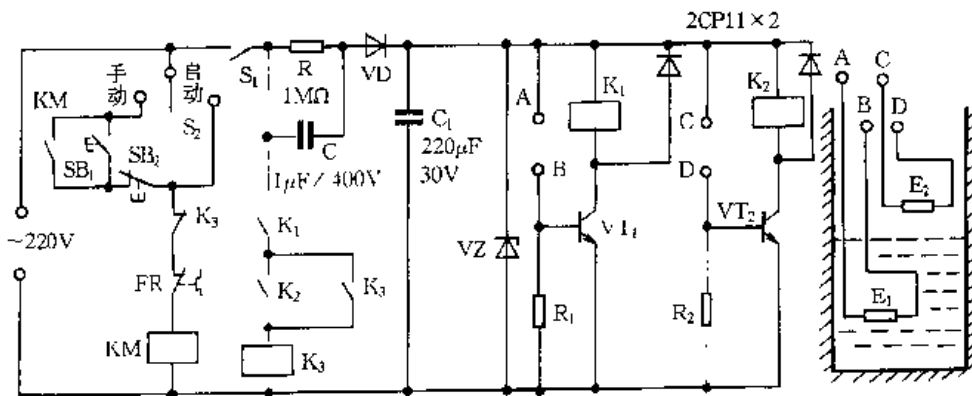 2CP11×2
手动
启动
S₁
R
1MΩ
VD
KM
S₂
C
1μF/400V
C₁
220μF
30V
A
B
K₁
C
D
K₂
SB₁
SB₂
K₃
~220V
FR
KM
K₁
K₂
K₃
K₃
VZ
VT₁
R₁
VT₂
R₂
A
C
B
D
E₂
E₁